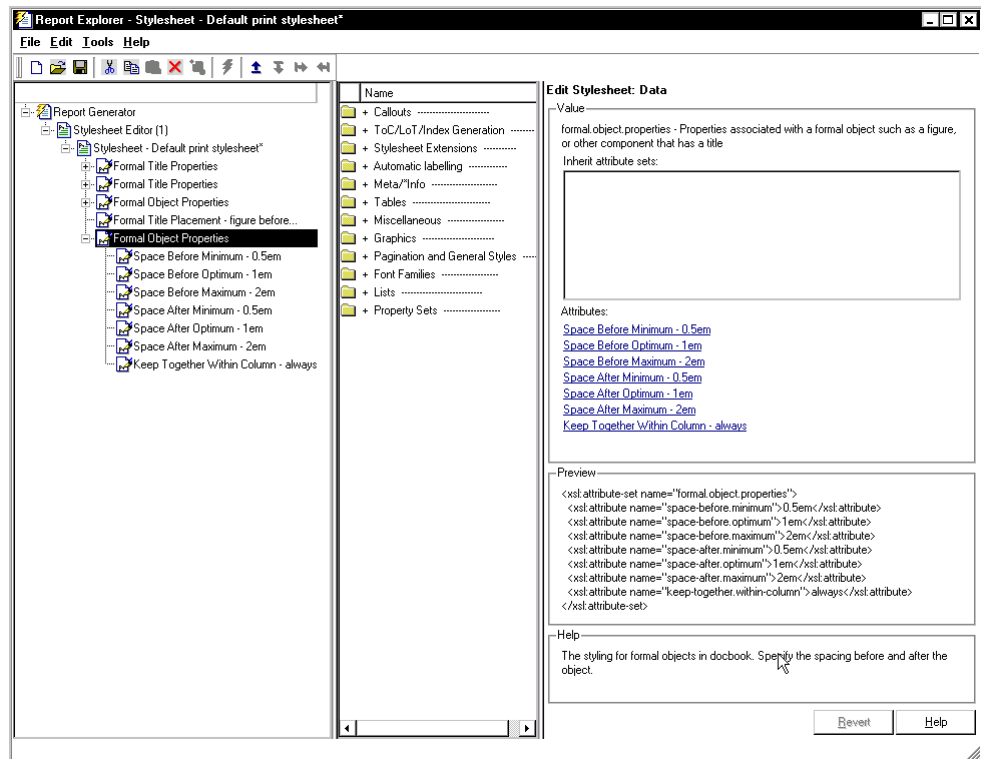 Report Explorer - Stylesheet - Default print stylesheet*
File Edit Tools Help
Report Generator
Stylesheet Editor (1)
Stylesheet - Default print stylesheet*
Formal Title Properties
Formal Title Properties
Formal Object Properties
Formal Title Placement - figure before...
Formal Object Properties
Space Before Minimum - 0.5em
Space Before Optimum - 1em
Space Before Maximum - 2em
Space After Minimum - 0.5em
Space After Optimum - 1em
Space After Maximum - 2em
Keep Together Within Column - always
Name
+ Callouts ------------------------
+ ToC/LoT/Index Generation --------
+ Stylesheet Extensions -----------
+ Automatic labelling -------------
+ Meta/*Info ----------------------
+ Tables ------------------------
+ Miscellaneous -------------------
+ Graphics ------------------------
+ Pagination and General Styles ----
+ Font Families -------------------
+ Lists ---------------------------
+ Property Sets -------------------
Edit Stylesheet: Data
Value
formal.object.properties - Properties associated with a formal object such as a figure,
or other component that has a title
Inherit attribute sets:
Attributes:
Space Before Minimum - 0.5em
Space Before Optimum - 1em
Space Before Maximum - 2em
Space After Minimum - 0.5em
Space After Optimum - 1em
Space After Maximum - 2em
Keep Together Within Column - always
Preview
<xsl:attribute-set name="formal.object.properties">
<xsl:attribute name="space-before.minimum">0.5em</xsl:attribute>
<xsl:attribute name="space-before.optimum">1em</xsl:attribute>
<xsl:attribute name="space-before.maximum">2em</xsl:attribute>
<xsl:attribute name="space-after.minimum">0.5em</xsl:attribute>
<xsl:attribute name="space-after.optimum">1em</xsl:attribute>
<xsl:attribute name="space-after.maximum">2em</xsl:attribute>
<xsl:attribute name="keep-together.within-column">always</xsl:attribute>
</xsl:attribute-set>
Help
The styling for formal objects in docbook. Specify the spacing before and after the
object.
Revert Help